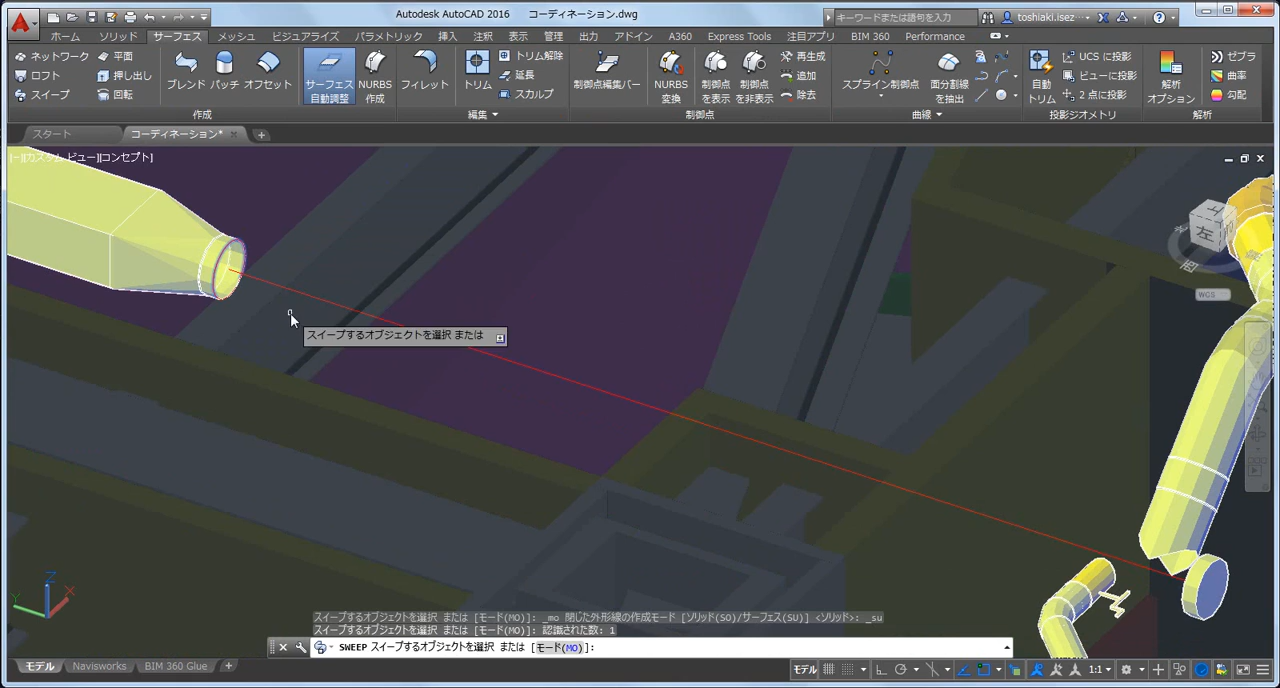 Autodesk AutoCAD 2016 コーディネーション.dwg
キーワードまたは語句を入力
toshiaki.isez...
ホーム ソリッド サーフェス メッシュ ビジュアライズ パラメトリック 挿入 注釈 表示 管理 出力 アドイン A360 Express Tools 注目アプリ BIM 360 Performance
ネットワーク 平面
ロフト 押し出し
スイープ 回転
ブレンド パッチ オフセット
サーフェス
自動調整
NURBS
作成
フィレット
トリム
トリム解除
延長
スカルプ
制御点編集バー
NURBS
変換
制御点
を表示
制御点
を非表示
再生成
追加
除去
スプライン制御点
面分割線
を抽出
自動
トリム
UCS に投影
ビューに投影
2 点に投影
解析
オプション
ゼブラ
曲率
勾配
作成 編集 制御点 曲線 投影ジオメトリ 解析
スタート コーディネーション*
[-][カスタム ビュー][コンセプト]
上
左
西
WCS
スイープするオブジェクトを選択 または
Z
Y X
スイープするオブジェクトを選択 または [モード(MO)]: _mo 閉じた外形線の作成モード [ソリッド(SO)/サーフェス(SU)] <ソリッド>: _su
スイープするオブジェクトを選択 または [モード(MO)]: 認識された数: 1
SWEEP スイープするオブジェクトを選択 または [モード(MO)]:
モデル Navisworks BIM 360 Glue
モデル 1:1